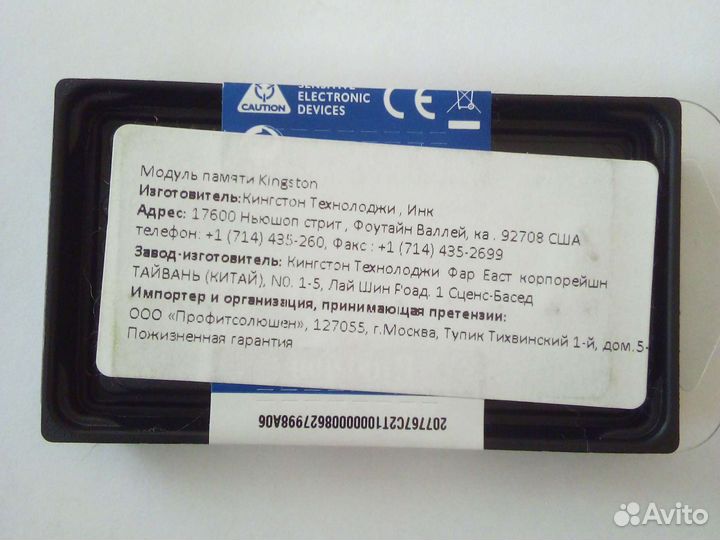 SENSITIVE
ELECTRONIC
DEVICES
CAUTION
CE
Модуль памяти Kingston
Изготовитель:Кингстон Технолоджи , Инк
Адрес: 17600 Ньюшоп стрит , Фоутайн Валлей, ка . 92708 США
телефон: +1 (714) 435-260, Факс : +1 (714) 435-2699
Завод-изготовитель: Кингстон Технолоджи Фар Еаст корпорейшн
ТАЙВАНЬ (КИТАЙ), N0. 1-5, Лай Шин Роад. 1 Сценс-Басед
Импортер и организация, принимающая претензии:
ООО «Профитсолюшен», 127055, г.Москва, Тупик Тихвинский 1-й, дом.5-
Пожизненная гарантия
207767C2T100000008627998A06
Avito